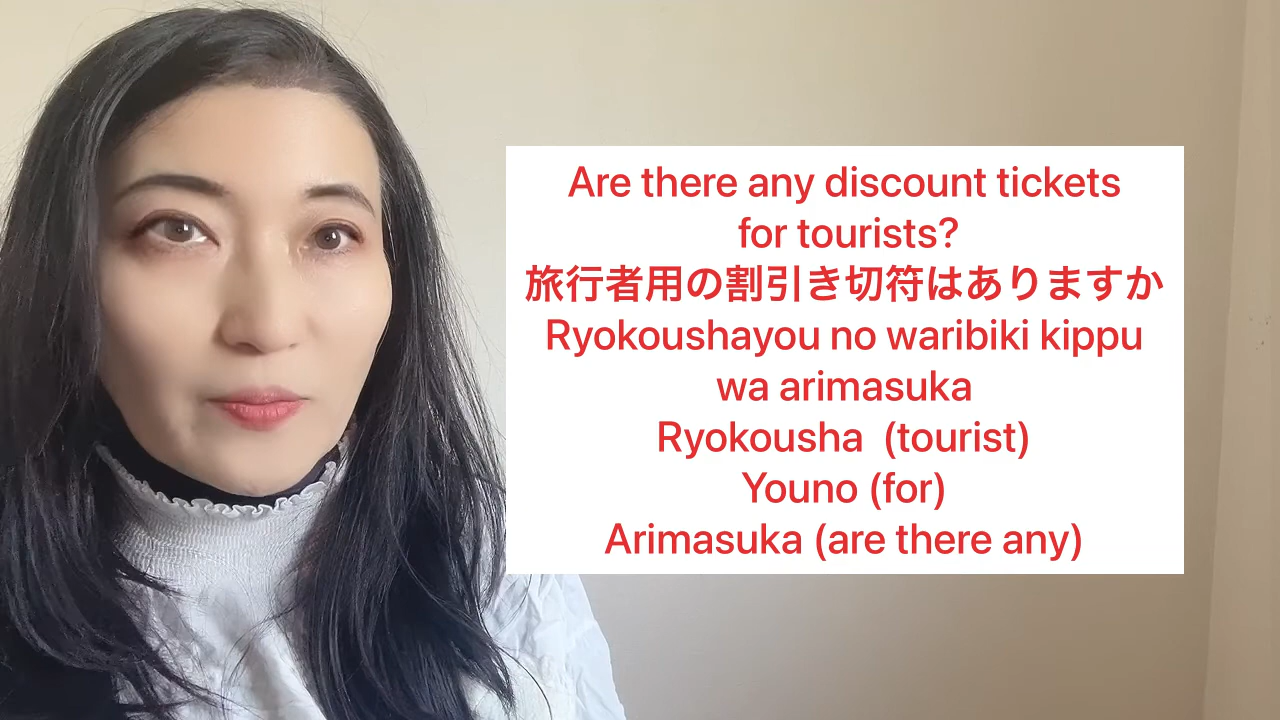 Are there any discount tickets
for tourists?
旅行者用の割引き切符はありますか
Ryokoushayou no waribiki kippu
wa arimasuka
Ryokousha  (tourist)
Youno (for)
Arimasuka (are there any)